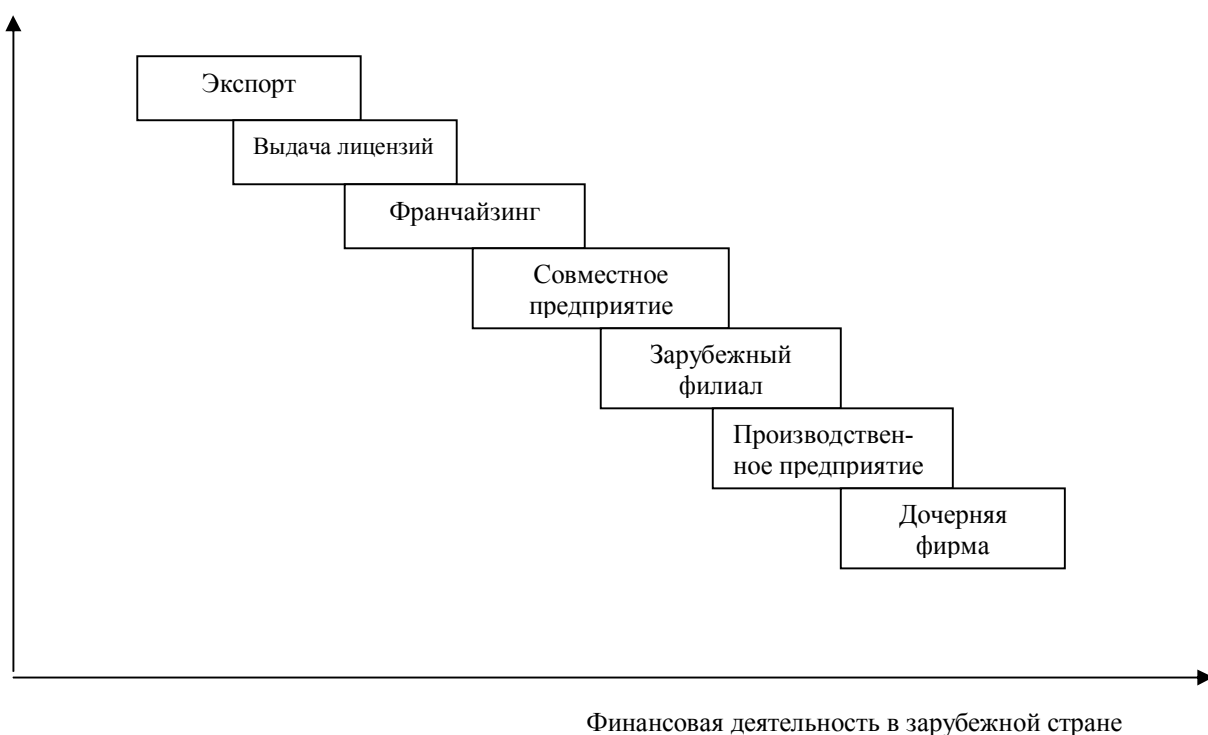 Экспорт
Выдача лицензий
Франчайзинг
Совместное
предприятие
Зарубежный
филиал
Производствен-
ное предприятие
Дочерняя
фирма
Финансовая деятельность в зарубежной стране